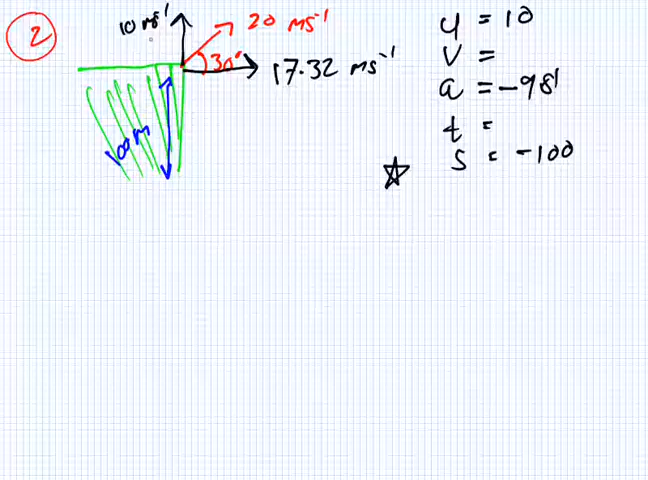 2
10 ms⁻¹
20 ms⁻¹
30°
17.32 ms⁻¹
100m
u = 10
v =
a = -9.81
t =
s = -100